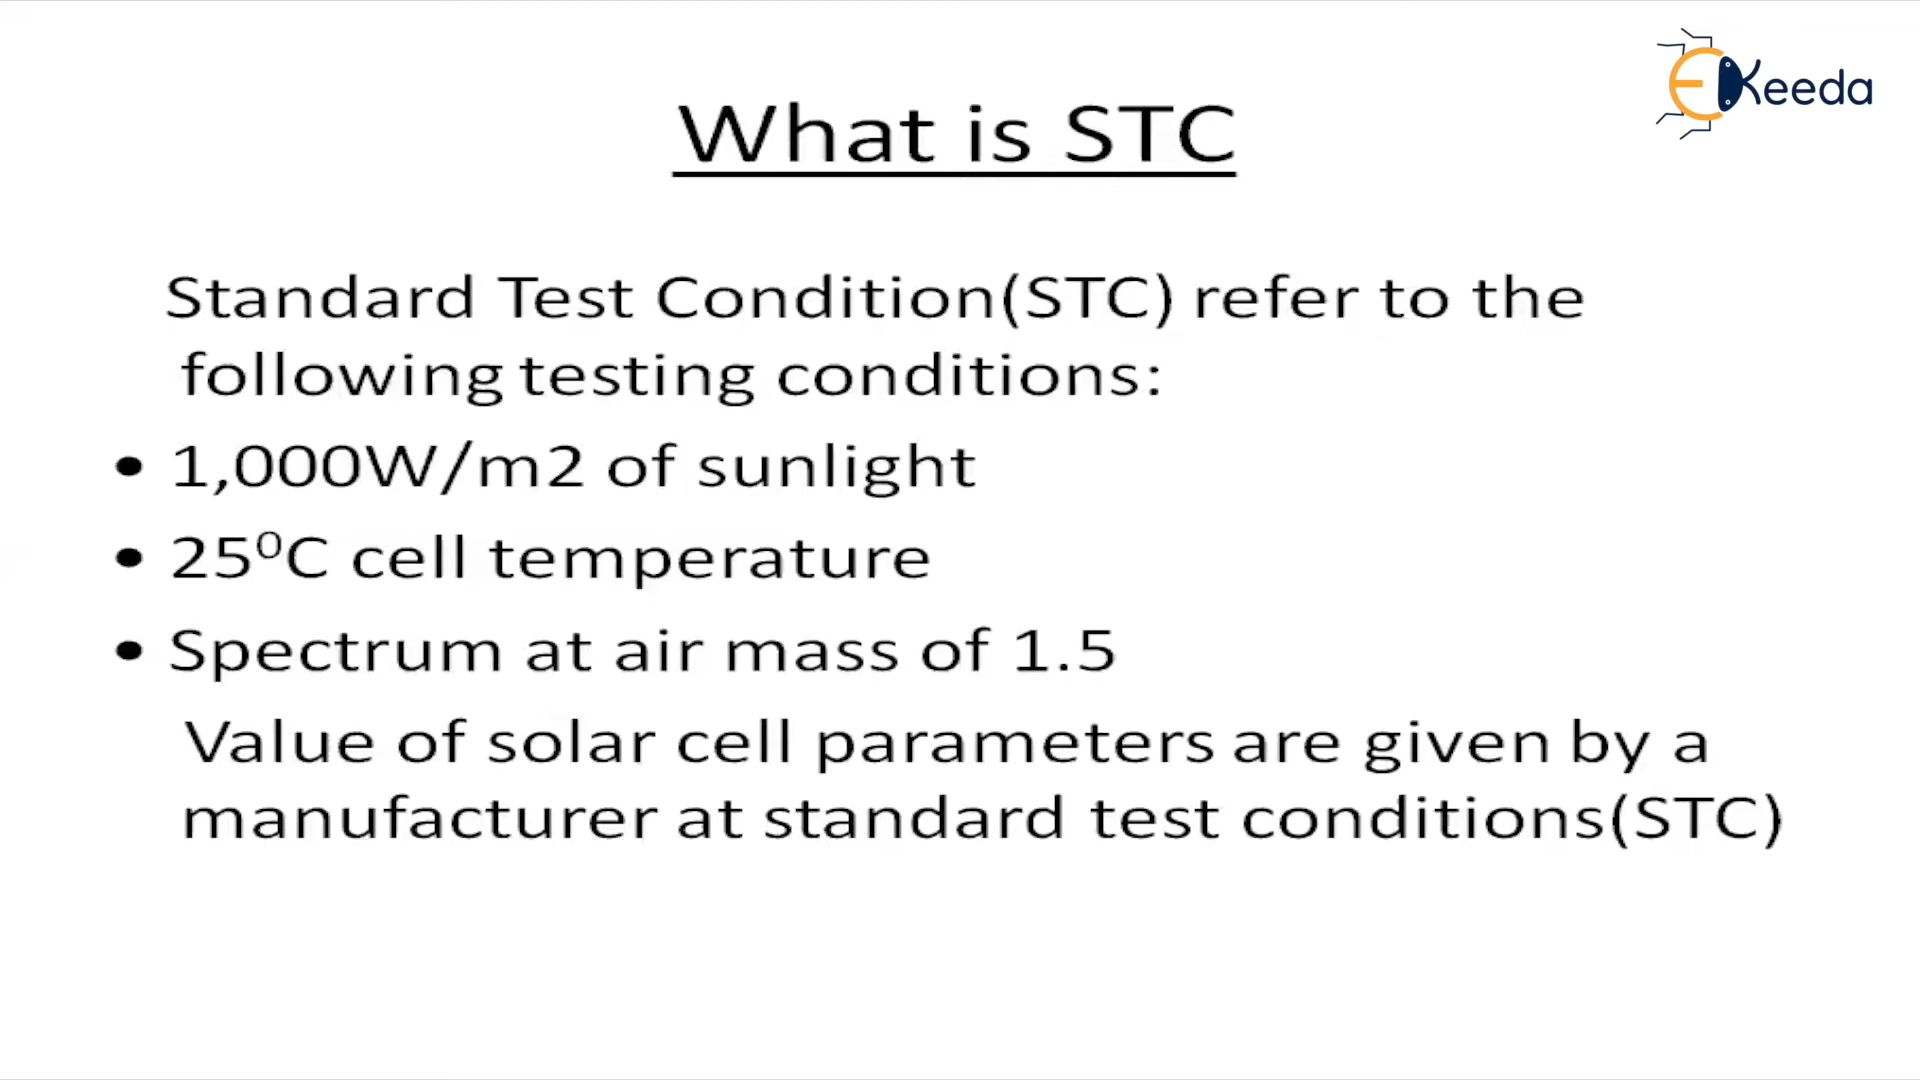 EKeeda
What is STC
Standard Test Condition(STC) refer to the
following testing conditions:
• 1,000W/m2 of sunlight
• 25⁰C cell temperature
• Spectrum at air mass of 1.5
Value of solar cell parameters are given by a
manufacturer at standard test conditions(STC)